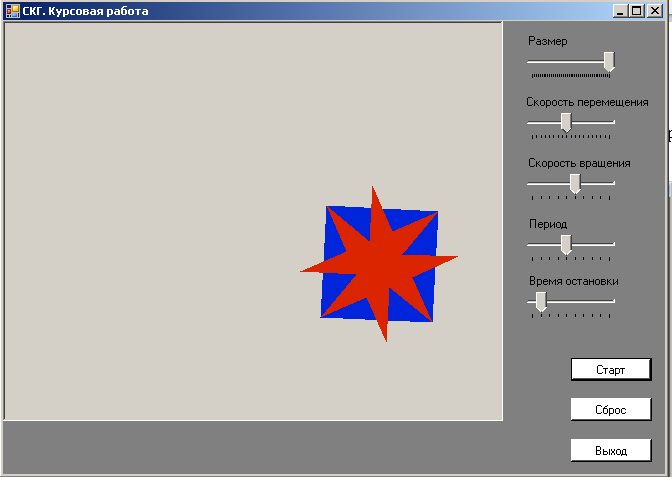 СКГ. Курсовая работа
Размер
Скорость перемещения
Скорость вращения
Период
Время остановки
Старт
Сброс
Выход